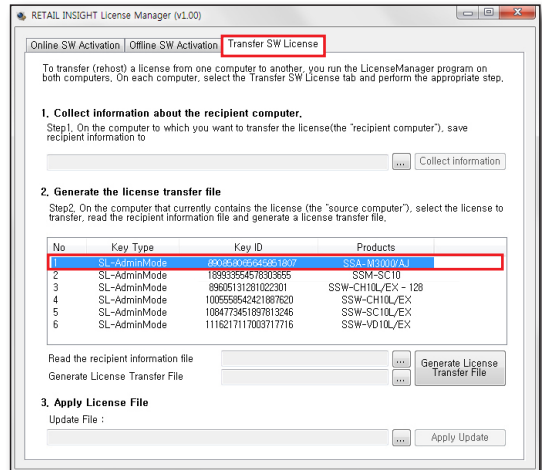 RETAIL INSIGHT License Manager (v1.00)
Online SW Activation Offline SW Activation Transfer SW License
To transfer (rehost) a license from one computer to another, you run the LicenseManager program on
both computers, On each computer, select the Transfer SW License tab and perform the appropriate step,
1. Collect information about the recipient computer,
Step1, On the computer to which you want to transfer the license(the "recipient computer"), save
recipient information to
... Collect information
2. Generate the license transfer file
Step2, On the computer that currently contains the license (the "source computer"), select the license to
transfer, read the recipient information file and generate a license transfer file,
No Key Type Key ID Products
1 SL-AdminMode 890858065645851807 SSA-M3000/AJ
2 SL-AdminMode 189933554578303655 SSM-SC10
3 SL-AdminMode 89605131281022301 SSW-CH10L/EX - 128
4 SL-AdminMode 1005558542421887620 SSW-CH10L/EX
5 SL-AdminMode 1084773451897813246 SSW-SC10L/EX
6 SL-AdminMode 1116217117003717716 SSW-VD10L/EX
Read the recipient information file ...
Generate License Transfer File ...
Generate License
Transfer File
3. Apply License File
Update File :
... Apply Update